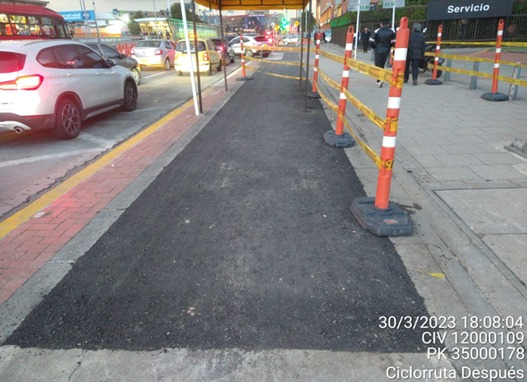 Servicio
30/3/2023 18:08:04
CIV 12000109
PK 35000178
Ciclorruta Después